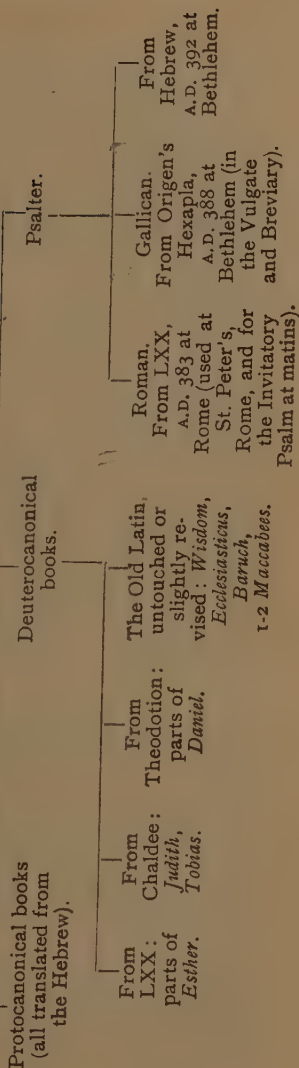 Protocanonical books
(all translated from
the Hebrew).
Deuterocanonical
books.
Psalter.
From
LXX:
parts of
Esther.
From
Chaldee:
Judith,
Tobias.
From
Theodotion:
parts of
Daniel.
The Old Latin,
untouched or
slightly re-
vised: Wisdom,
Ecclesiasticus,
Baruch,
1-2 Maccabees.
Roman.
From LXX,
A.D. 383 at
Rome (used at
St. Peter's,
Rome, and for
the Invitatory
Psalm at matins).
Gallican.
From Origen's
Hexapla,
A.D. 388 at
Bethlehem (in
the Vulgate
and Breviary).
From
Hebrew,
A.D. 392 at
Bethlehem.